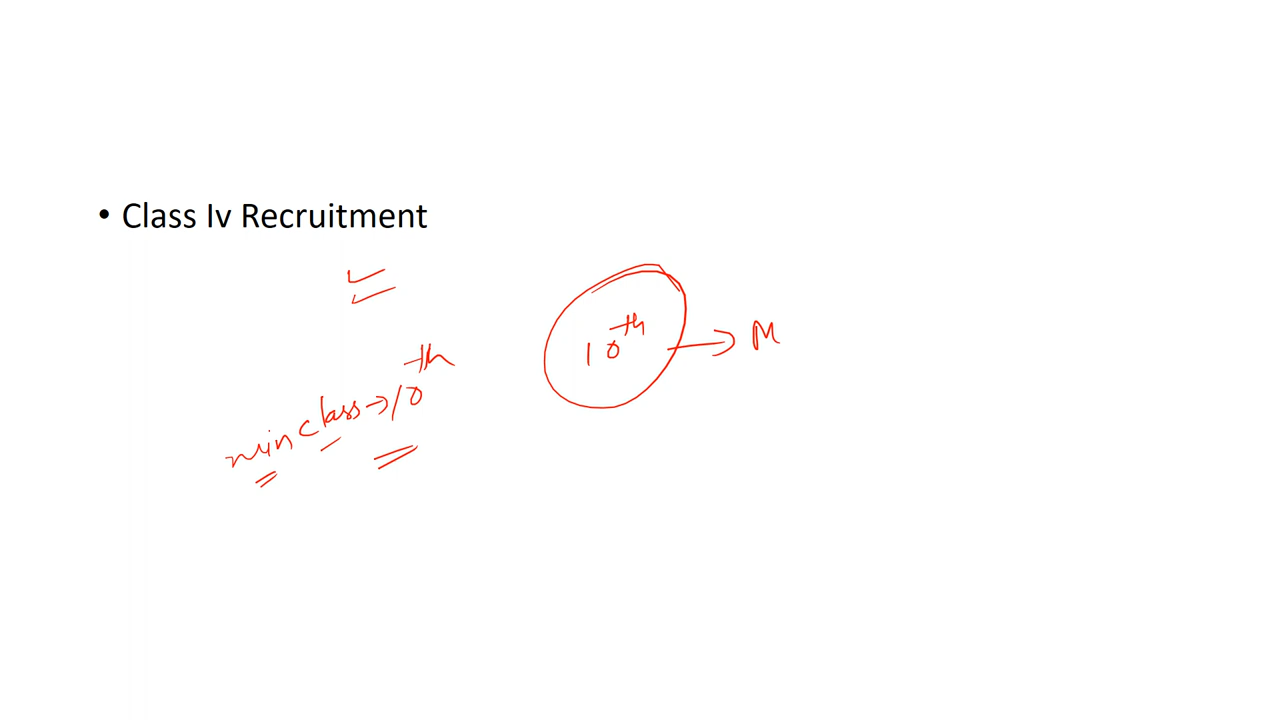 • Class Iv Recruitment
10th → M
min class → 10th